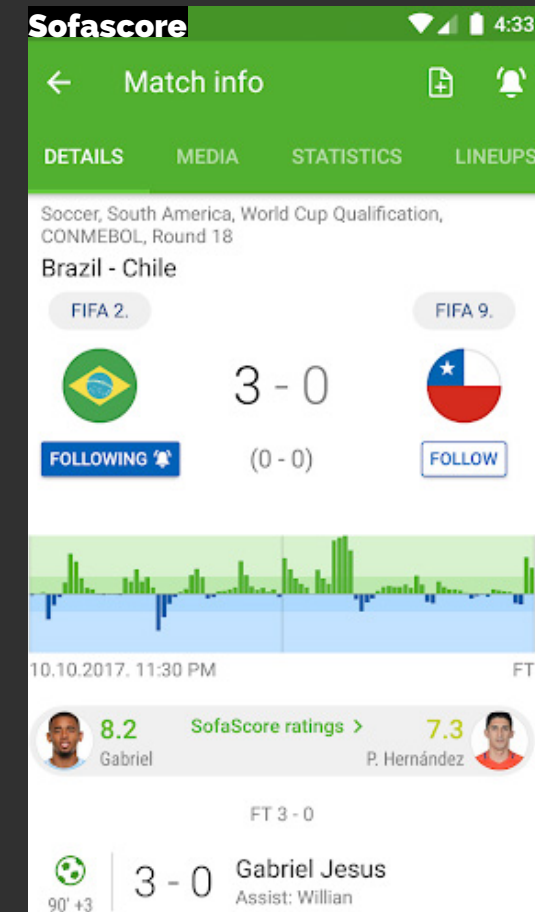 Sofascore
4:33
Match info
DETAILS MEDIA STATISTICS LINEUPS
Soccer, South America, World Cup Qualification,
CONMEBOL, Round 18
Brazil - Chile
FIFA 2. FIFA 9.
3 - 0
FOLLOWING (0 - 0) FOLLOW
10.10.2017. 11:30 PM FT
8.2 SofaScore ratings > 7.3
Gabriel P. Hernández
FT 3 - 0
3 - 0 Gabriel Jesus
90' +3 Assist: Willian